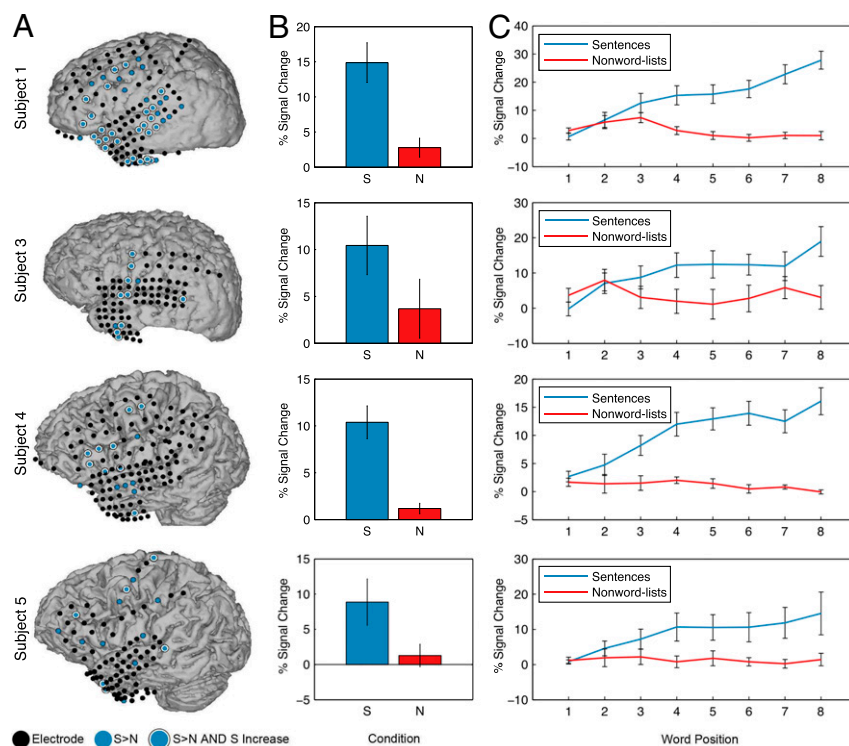 A B C
Subject 1
% Signal Change
20
15
10
5
0
S N
% Signal Change
40
30
20
10
0
−10
Sentences
Nonword-lists
1 2 3 4 5 6 7 8
Subject 3
% Signal Change
15
10
5
0
S N
% Signal Change
30
20
10
0
−10
Sentences
Nonword-lists
1 2 3 4 5 6 7 8
Subject 4
% Signal Change
15
10
5
0
S N
% Signal Change
20
15
10
5
0
−5
Sentences
Nonword-lists
1 2 3 4 5 6 7 8
Subject 5
% Signal Change
15
10
5
0
−5
S N
% Signal Change
30
20
10
0
−10
Sentences
Nonword-lists
1 2 3 4 5 6 7 8
Electrode S>N S>N AND S Increase Condition Word Position